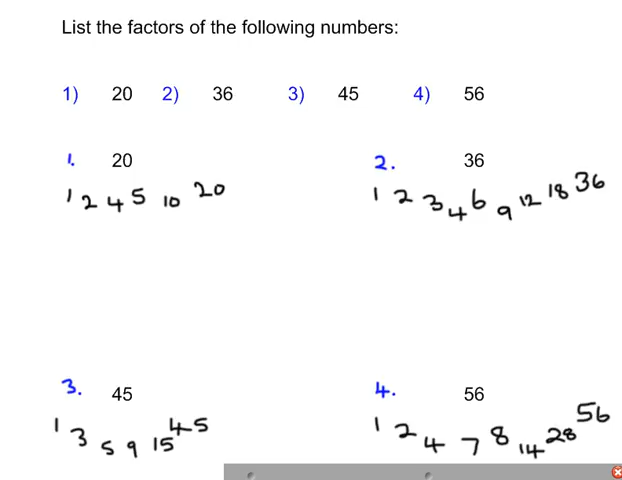 List the factors of the following numbers:
1) 20 2) 36 3) 45 4) 56
1. 20
1 2 4 5 10 20
2. 36
1 2 3 4 6 9 12 18 36
3. 45
1 3 5 9 15 45
4. 56
1 2 4 7 8 14 28 56